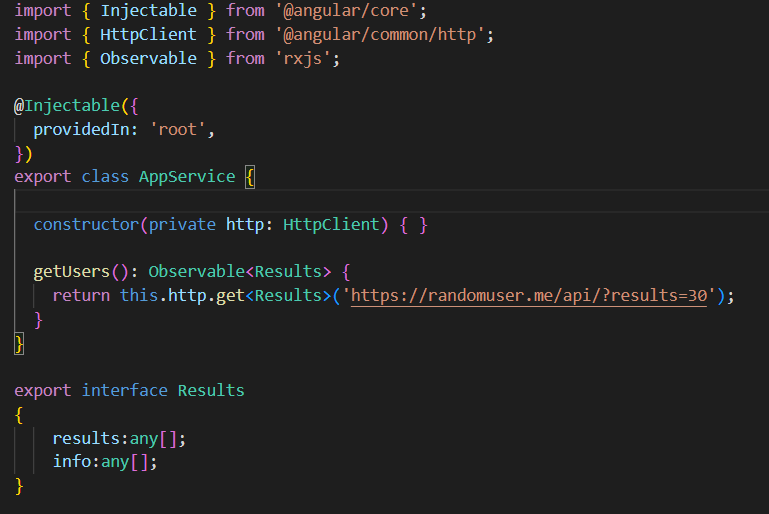 import { Injectable } from '@angular/core';
import { HttpClient } from '@angular/common/http';
import { Observable } from 'rxjs';
@Injectable({
providedIn: 'root',
})
export class AppService {
constructor(private http: HttpClient) { }
getUsers(): Observable<Results> {
return this.http.get<Results>('https://randomuser.me/api/?results=30');
}
}
export interface Results
{
results:any[];
info:any[];
}